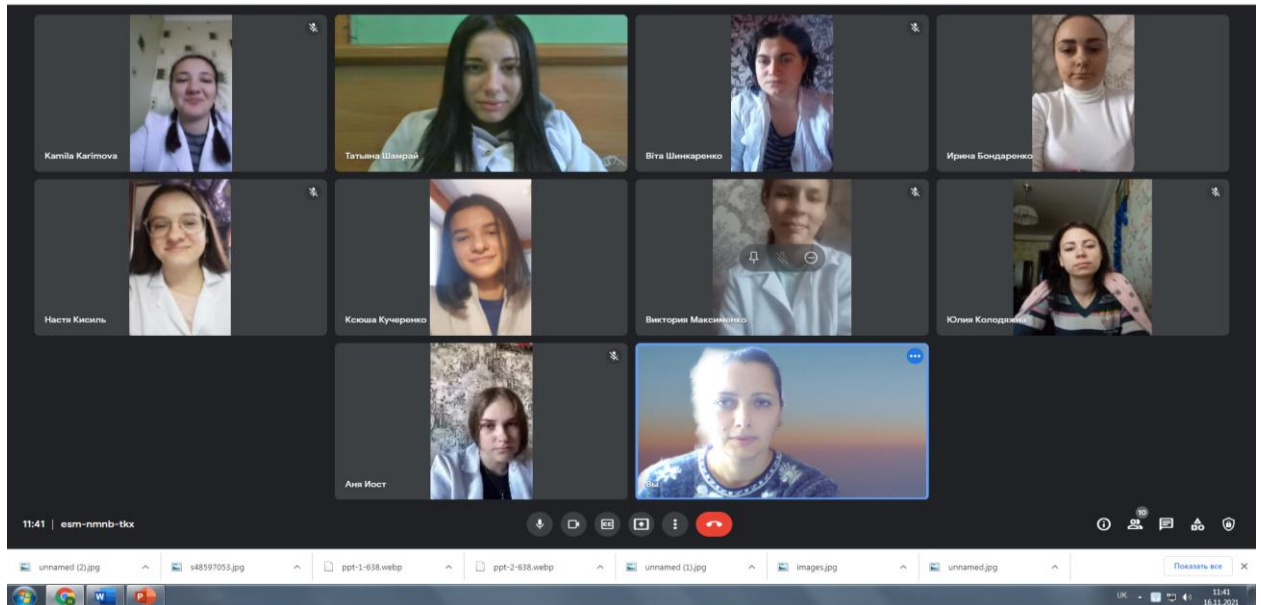 Kamila Karimova
Татьяна Шамрай
Віта Шинкаренко
Ирина Бондаренко
Настя Кисиль
Ксюша Кучеренко
Виктория Максименко
Юлия Колодяжна
Аня Йост
Вы
11:41 | esm-nmnb-tkx
10
unnamed (2).jpg
s48597053.jpg
ppt-1-638.webp
ppt-2-638.webp
unnamed (1).jpg
images.jpg
unnamed.jpg
Показать все
UK
11:41
16.11.2021